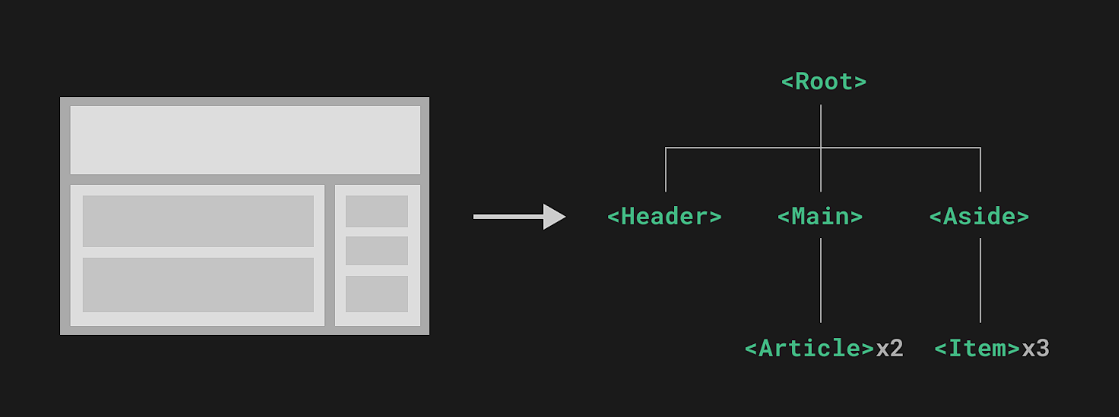 <Root>
<Header> <Main> <Aside>
<Article>x2 <Item>x3